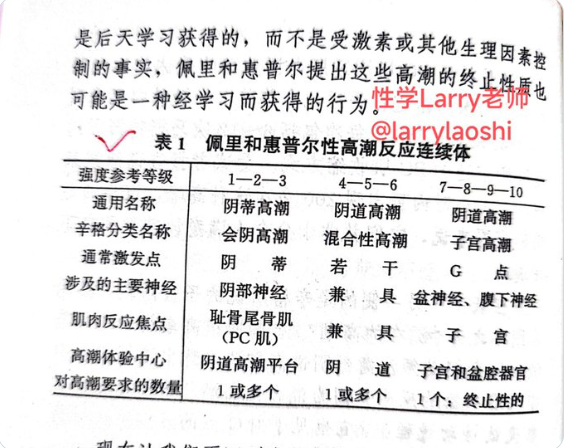 是后天学习获得的，而不是受激素或其他生理因素控
制的事实，佩里和惠普尔提出这些高潮的终止性质也
可能是一种经学习而获得的行为。
性学Larry老师
@larrylaoshi
表1 佩里和惠普尔性高潮反应连续体
强度参考等级 1—2—3 4—5—6 7—8—9—10
通用名称 阴蒂高潮 阴道高潮 阴道高潮
辛格分类名称 会阴高潮 混合性高潮 子宫高潮
通常激发点 阴蒂 若干 G点
涉及的主要神经 阴部神经 兼具 盆神经、腹下神经
肌肉反应焦点 耻骨尾骨肌 兼具 子宫
(PC肌)
高潮体验中心 阴道高潮平台 阴道 子宫和盆腔器官
对高潮要求的数量 1或多个 1或多个 1个；终止性的